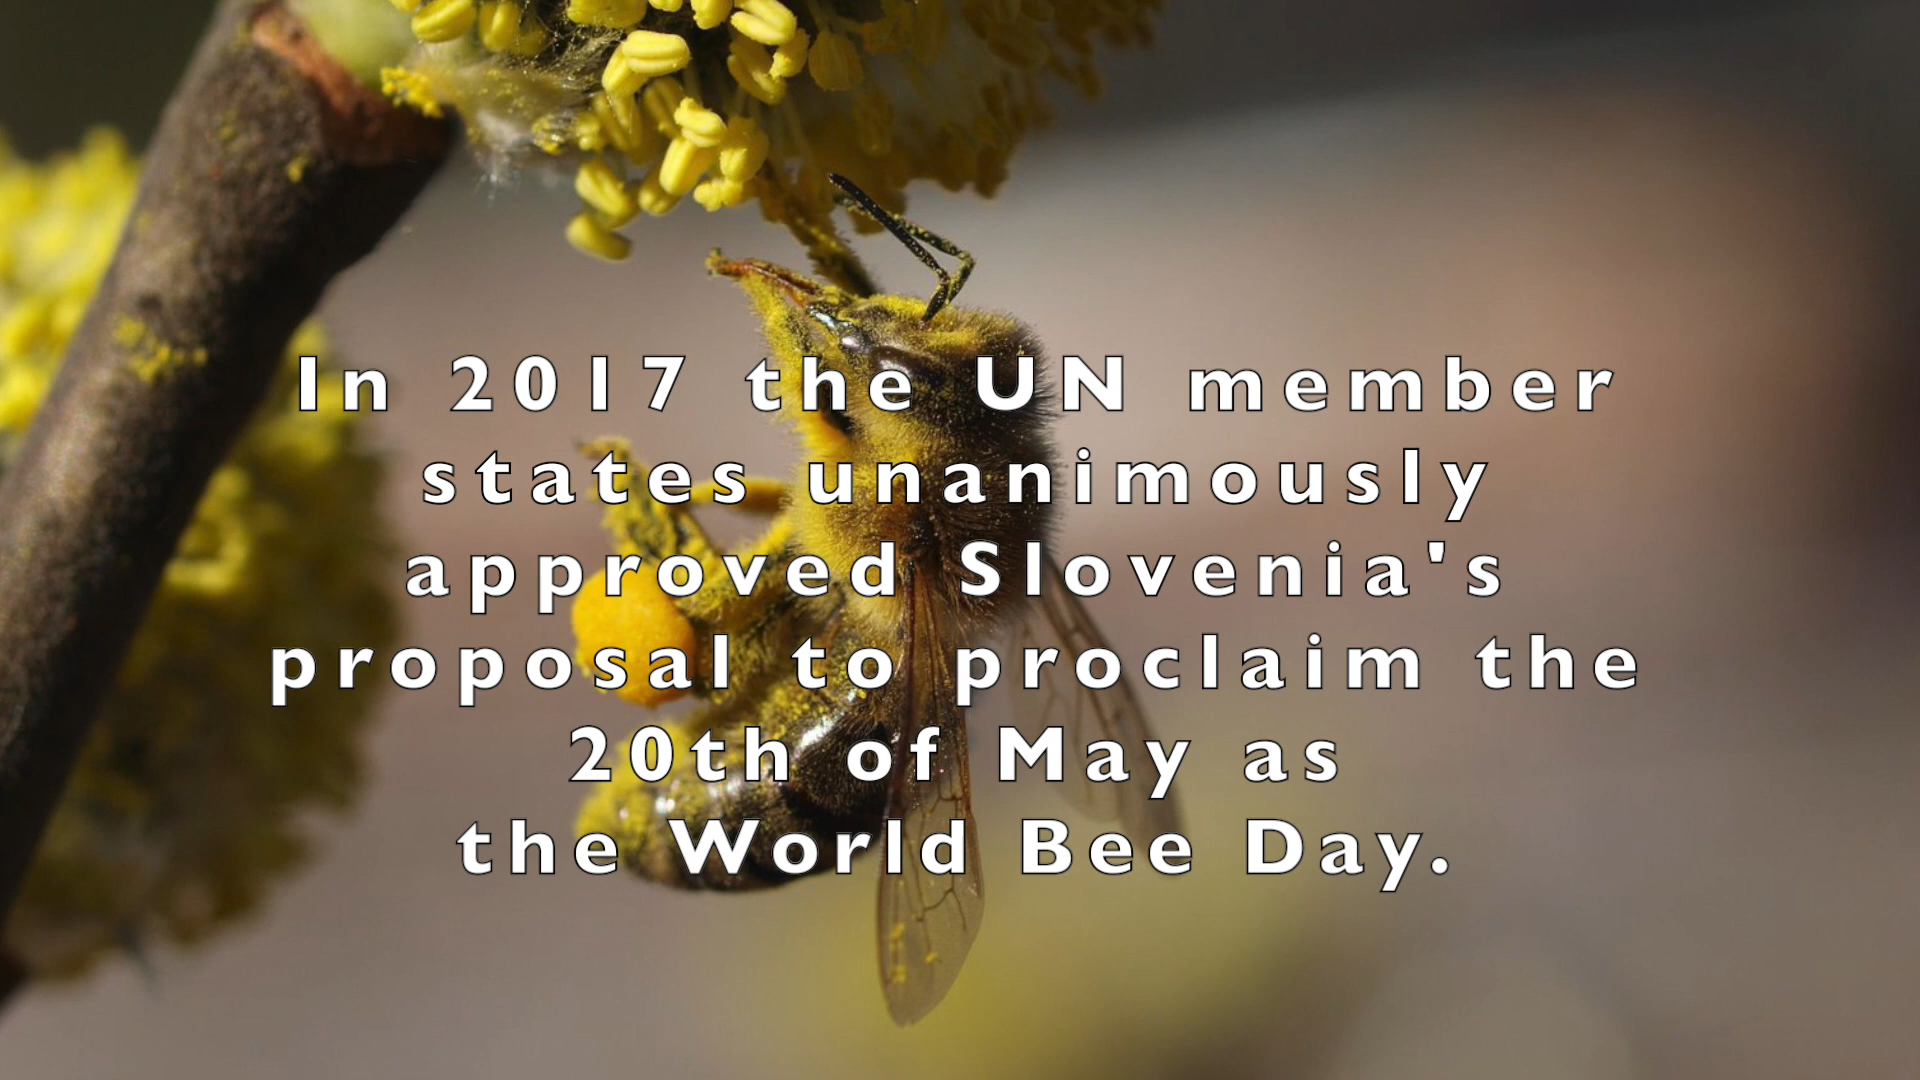 In 2017 the UN member
states unanimously
approved Slovenia's
proposal to proclaim the
20th of May as
the World Bee Day.